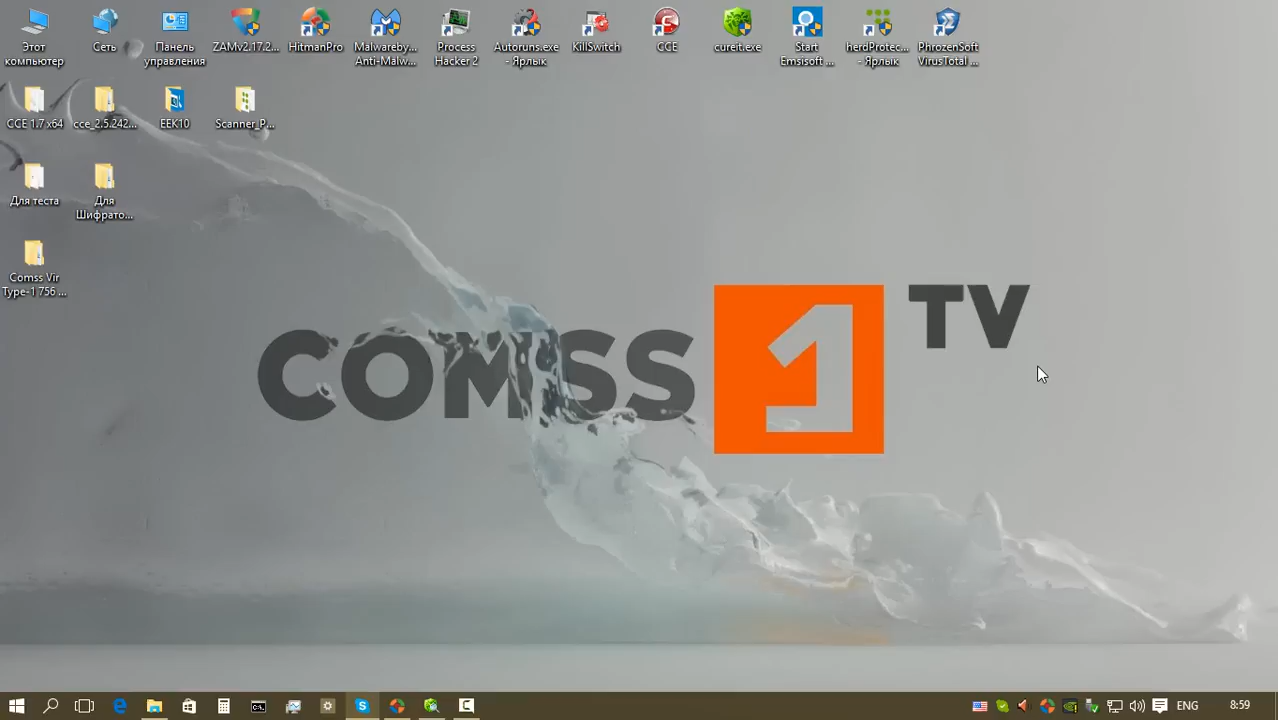 Этот
компьютер
Сеть
Панель
управления
ZAMv2.17.2...
HitmanPro
Malwareby...
Anti-Malw...
Process
Hacker 2
Autoruns.exe
- Ярлык
KillSwitch
CCE
cureit.exe
Start
Emsisoft ...
herdProtec...
- Ярлык
PhrozenSoft
VirusTotal ...
CCE 1.7 x64
cce_2.5.242...
EEK10
Scanner_P...
Для теста
Для
Шифрато...
Comss Vir
Type-1 756 ...
COMSS 1 TV
ENG
8:59